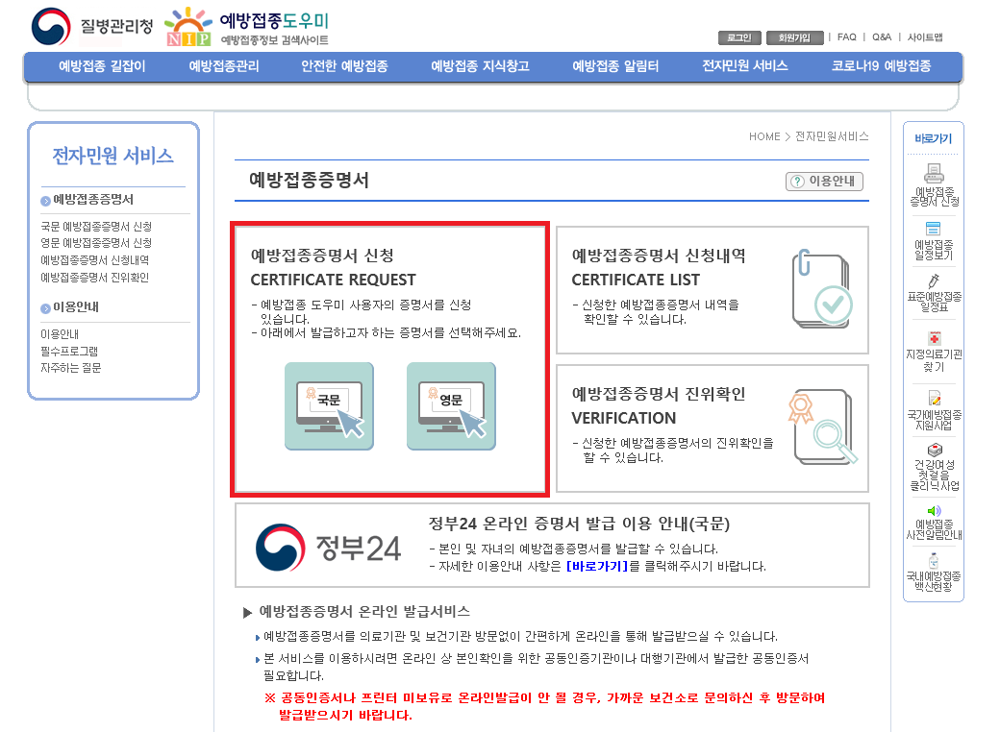 질병관리청
NIP
예방접종도우미
예방접종정보 검색사이트
로그인 회원가입 | FAQ | Q&A | 사이트맵
예방접종 길잡이 예방접종관리 안전한 예방접종 예방접종 지식창고 예방접종 알림터 전자민원 서비스 코로나19 예방접종
전자민원 서비스
예방접종증명서
국문 예방접종증명서 신청
영문 예방접종증명서 신청
예방접종증명서 신청내역
예방접종증명서 진위확인
이용안내
이용안내
필수프로그램
자주하는 질문
HOME > 전자민원서비스
예방접종증명서
? 이용안내
예방접종증명서 신청
CERTIFICATE REQUEST
- 예방접종 도우미 사용자의 증명서를 신청
있습니다.
- 아래에서 발급하고자 하는 증명서를 선택해주세요.
국문 영문
예방접종증명서 신청내역
CERTIFICATE LIST
- 신청한 예방접종증명서 내역을
확인할 수 있습니다.
예방접종증명서 진위확인
VERIFICATION
- 신청한 예방접종증명서의 진위확인을
할 수 있습니다.
정부24
정부24 온라인 증명서 발급 이용 안내(국문)
- 본인 및 자녀의 예방접종증명서를 발급할 수 있습니다.
- 자세한 이용안내 사항은 [바로가기]를 클릭해주시기 바랍니다.
▶ 예방접종증명서 온라인 발급서비스
예방접종증명서를 의료기관 및 보건기관 방문없이 간편하게 온라인을 통해 발급받으실 수 있습니다.
본 서비스를 이용하시려면 온라인 상 본인확인을 위한 공동인증기관이나 대행기관에서 발급한 공동인증서
필요합니다.
※ 공동인증서나 프린터 미보유로 온라인발급이 안 될 경우, 가까운 보건소로 문의하신 후 방문하여
발급받으시기 바랍니다.
바로가기
예방접종
증명서 신청
예방접종
일정보기
표준예방접종
일정표
지정의료기관
찾기
국가예방접종
지원사업
건강여성
첫걸음
클리닉사업
예방접종
사전알림안내
국내예방접종
백신현황